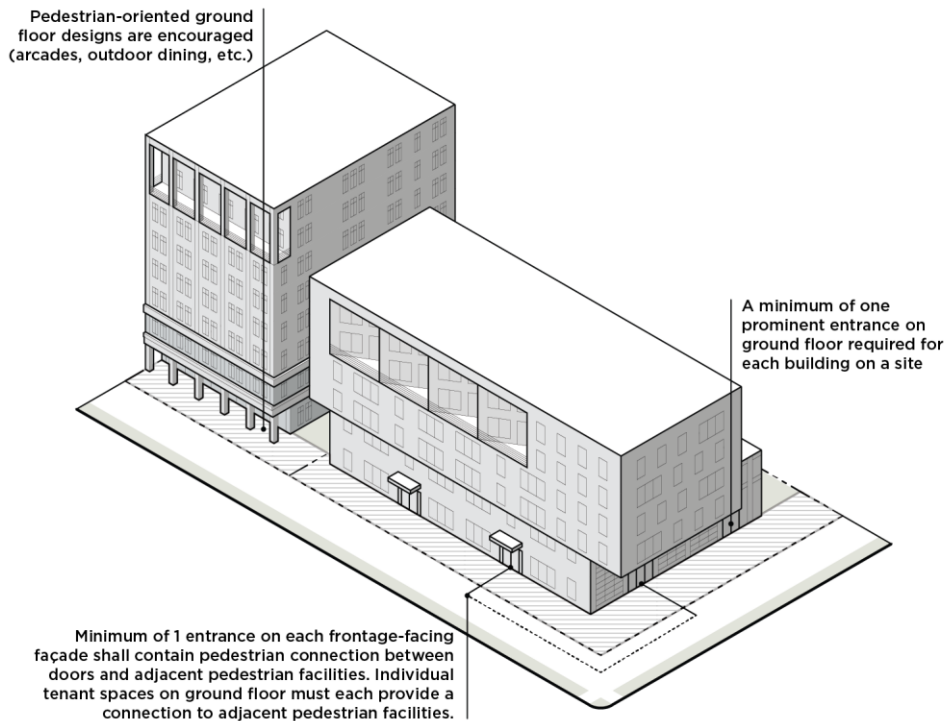 Pedestrian-oriented ground
floor designs are encouraged
(arcades, outdoor dining, etc.)
A minimum of one
prominent entrance on
ground floor required for
each building on a site
Minimum of 1 entrance on each frontage-facing
façade shall contain pedestrian connection between
doors and adjacent pedestrian facilities. Individual
tenant spaces on ground floor must each provide a
connection to adjacent pedestrian facilities.